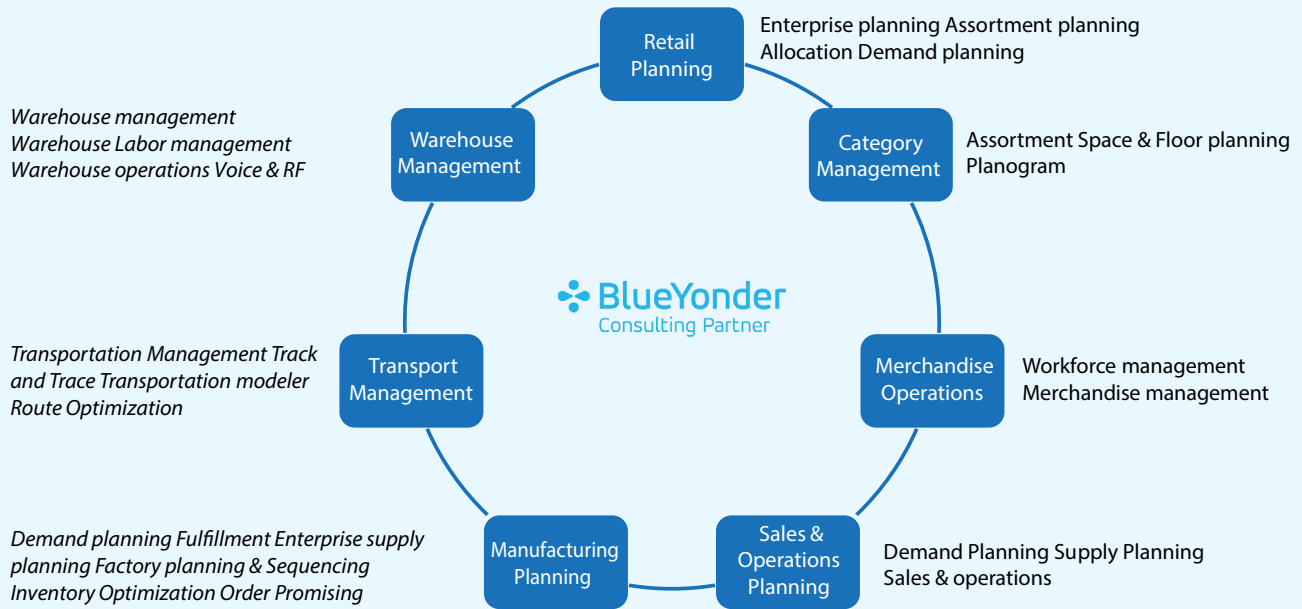 Retail
Planning
Enterprise planning Assortment planning
Allocation Demand planning
Warehouse management
Warehouse Labor management
Warehouse operations Voice & RF
Warehouse
Management
Category
Management
Assortment Space & Floor planning
Planogram
BlueYonder
Consulting Partner
Transportation Management Track
and Trace Transportation modeler
Route Optimization
Transport
Management
Merchandise
Operations
Workforce management
Merchandise management
Demand planning Fulfillment Enterprise supply
planning Factory planning & Sequencing
Inventory Optimization Order Promising
Manufacturing
Planning
Sales &
Operations
Planning
Demand Planning Supply Planning
Sales & operations